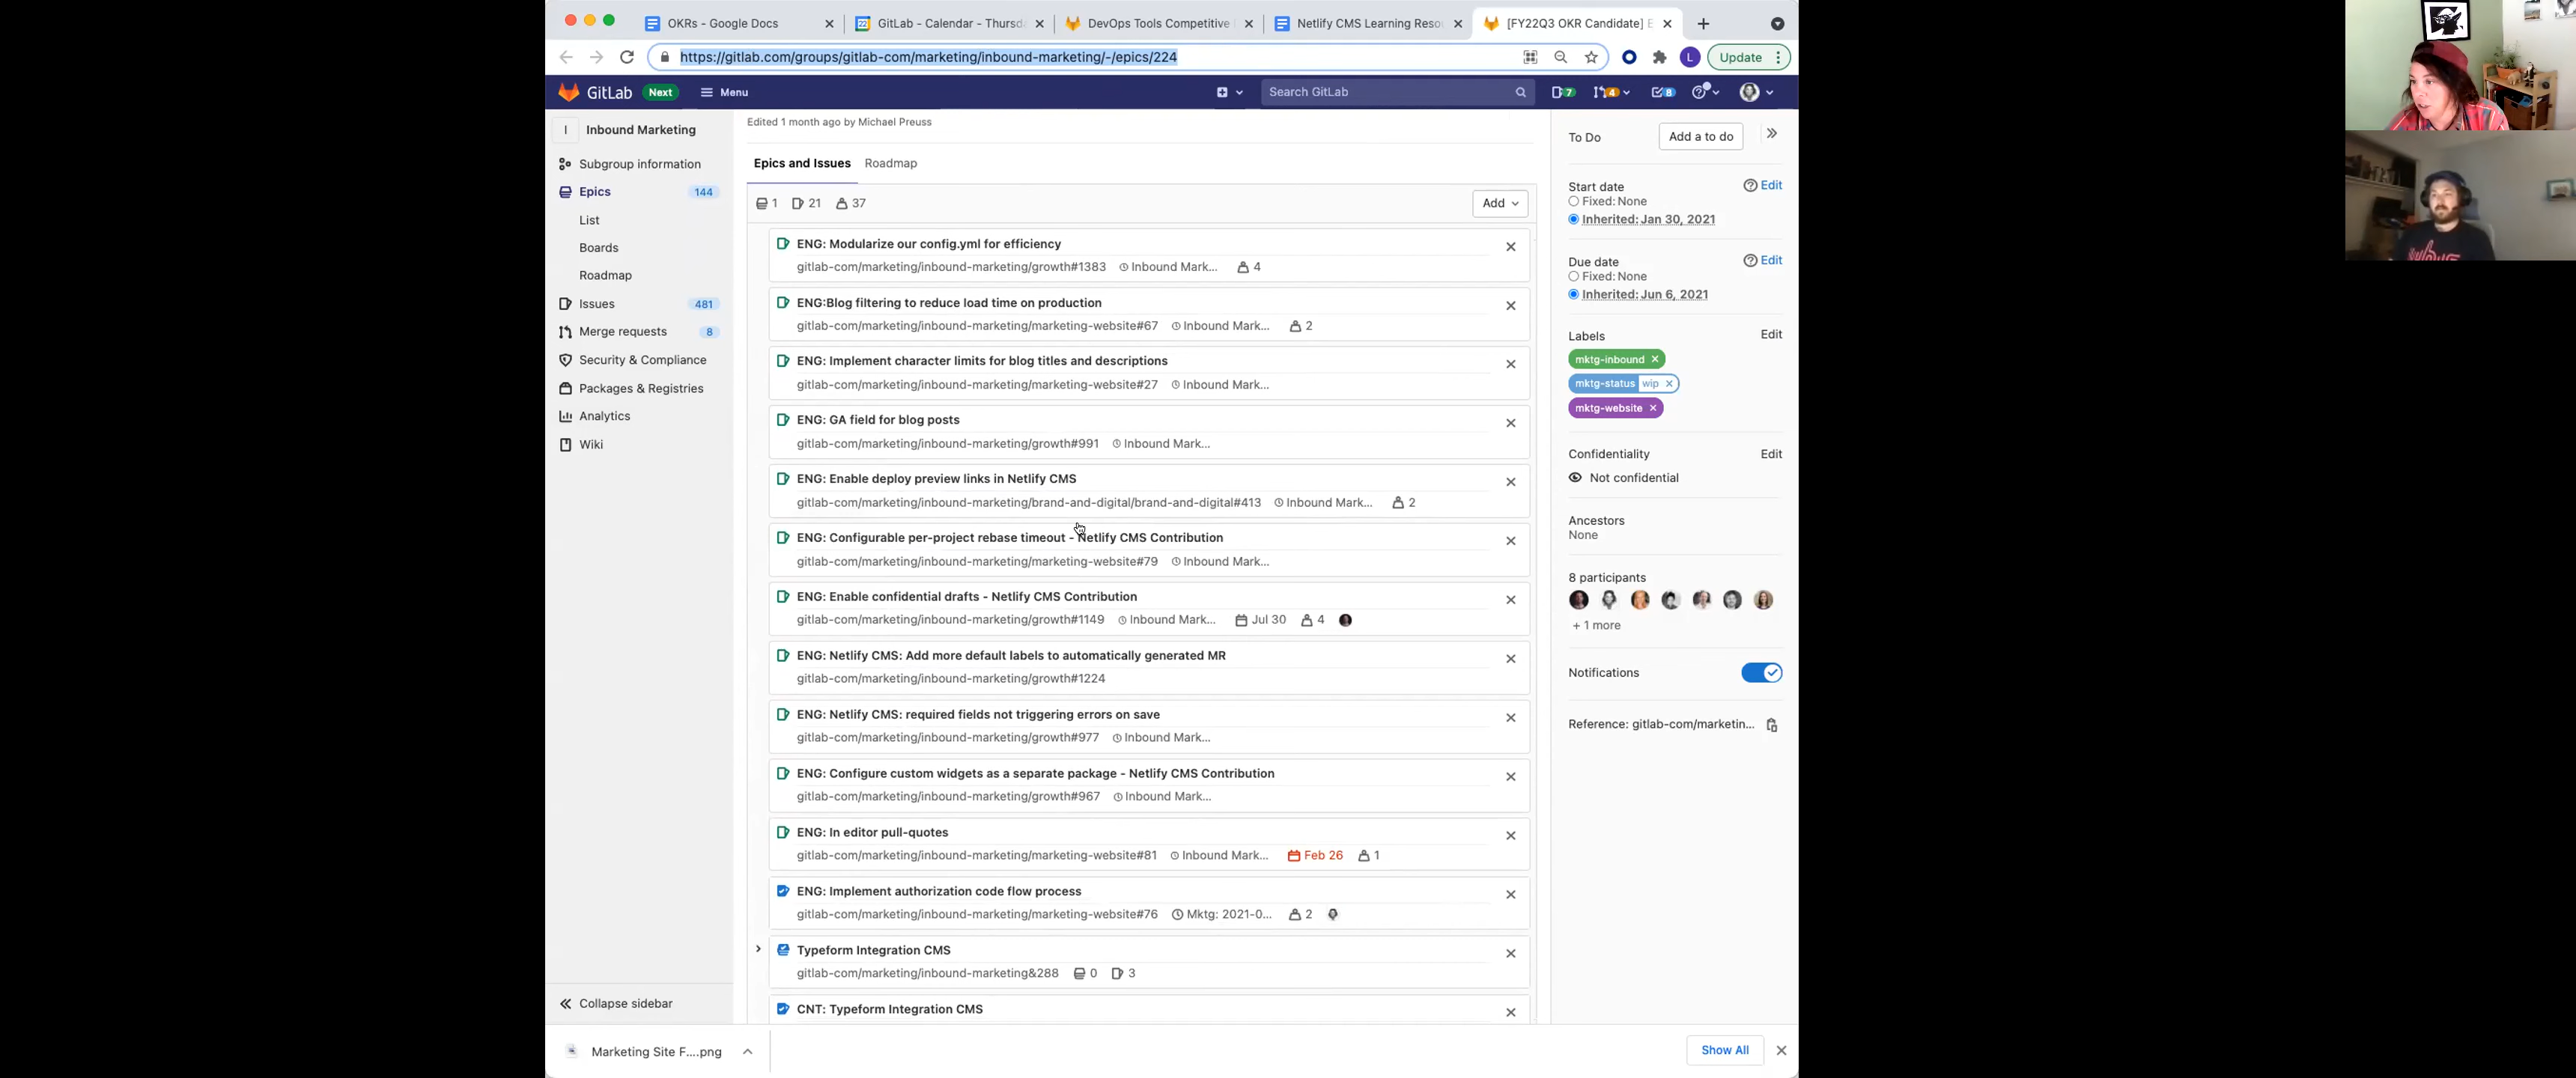 OKRs - Google Docs
GitLab - Calendar - Thursda
DevOps Tools Competitive
Netlify CMS Learning Reso
[FY22Q3 OKR Candidate] E
https://gitlab.com/groups/gitlab-com/marketing/inbound-marketing/-/epics/224
L
Update
GitLab Next Menu
Search GitLab
7
4
8
I Inbound Marketing
Subgroup information
Epics 144
List
Boards
Roadmap
Issues 481
Merge requests 8
Security & Compliance
Packages & Registries
Analytics
Wiki
Collapse sidebar
Edited 1 month ago by Michael Preuss
Epics and Issues Roadmap
1 21 37
Add
ENG: Modularize our config.yml for efficiency
gitlab-com/marketing/inbound-marketing/growth#1383 Inbound Mark... 4
ENG:Blog filtering to reduce load time on production
gitlab-com/marketing/inbound-marketing/marketing-website#67 Inbound Mark... 2
ENG: Implement character limits for blog titles and descriptions
gitlab-com/marketing/inbound-marketing/marketing-website#27 Inbound Mark...
ENG: GA field for blog posts
gitlab-com/marketing/inbound-marketing/growth#991 Inbound Mark...
ENG: Enable deploy preview links in Netlify CMS
gitlab-com/marketing/inbound-marketing/brand-and-digital/brand-and-digital#413 Inbound Mark... 2
ENG: Configurable per-project rebase timeout - Netlify CMS Contribution
gitlab-com/marketing/inbound-marketing/marketing-website#79 Inbound Mark...
ENG: Enable confidential drafts - Netlify CMS Contribution
gitlab-com/marketing/inbound-marketing/growth#1149 Inbound Mark... Jul 30 4
ENG: Netlify CMS: Add more default labels to automatically generated MR
gitlab-com/marketing/inbound-marketing/growth#1224
ENG: Netlify CMS: required fields not triggering errors on save
gitlab-com/marketing/inbound-marketing/growth#977 Inbound Mark...
ENG: Configure custom widgets as a separate package - Netlify CMS Contribution
gitlab-com/marketing/inbound-marketing/growth#967 Inbound Mark...
ENG: In editor pull-quotes
gitlab-com/marketing/inbound-marketing/marketing-website#81 Inbound Mark... Feb 26 1
ENG: Implement authorization code flow process
gitlab-com/marketing/inbound-marketing/marketing-website#76 Mktg: 2021-0... 2
Typeform Integration CMS
gitlab-com/marketing/inbound-marketing&288 0 3
CNT: Typeform Integration CMS
To Do
Add a to do
Start date
Edit
Fixed: None
Inherited: Jan 30, 2021
Due date
Edit
Fixed: None
Inherited: Jun 6, 2021
Labels
Edit
mktg-inbound
mktg-status wip
mktg-website
Confidentiality
Edit
Not confidential
Ancestors
None
8 participants
+ 1 more
Notifications
Reference: gitlab-com/marketin...
Marketing Site F....png
Show All